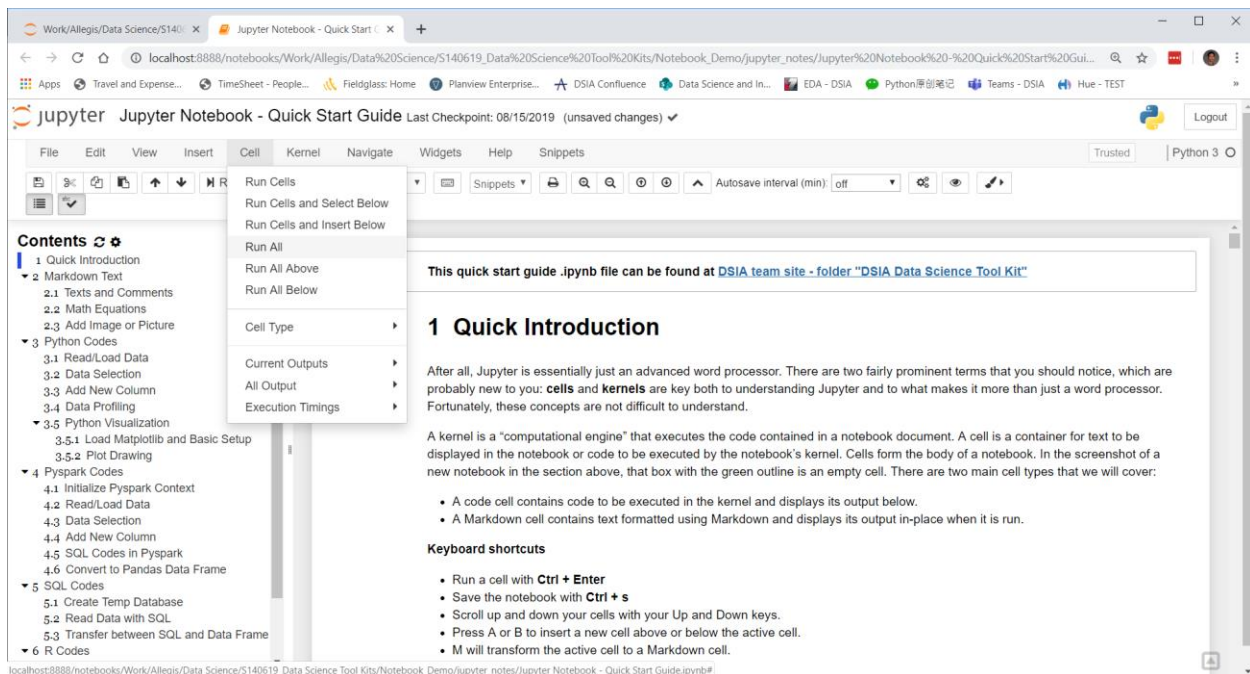 Work/Allegis/Data Science/S140
Jupyter Notebook - Quick Start G
localhost:8888/notebooks/Work/Allegis/Data%20Science/S140619_Data%20Science%20Tool%20Kits/Notebook_Demo/jupyter_notes/Jupyter%20Notebook%20-%20Quick%20Start%20Gui...
Apps Travel and Expense... TimeSheet - People... Fieldglass: Home Planview Enterprise... DSIA Confluence Data Science and In... EDA - DSIA Python原创笔记 Teams - DSIA Hue - TEST »
jupyter Jupyter Notebook - Quick Start Guide Last Checkpoint: 08/15/2019 (unsaved changes) Logout
File Edit View Insert Cell Kernel Navigate Widgets Help Snippets Trusted Python 3
R Snippets Autosave interval (min): off
Run Cells
Run Cells and Select Below
Run Cells and Insert Below
Run All
Run All Above
Run All Below
Cell Type
Current Outputs
All Output
Execution Timings
Contents
1 Quick Introduction
2 Markdown Text
2.1 Texts and Comments
2.2 Math Equations
2.3 Add Image or Picture
3 Python Codes
3.1 Read/Load Data
3.2 Data Selection
3.3 Add New Column
3.4 Data Profiling
3.5 Python Visualization
3.5.1 Load Matplotlib and Basic Setup
3.5.2 Plot Drawing
4 Pyspark Codes
4.1 Initialize Pyspark Context
4.2 Read/Load Data
4.3 Data Selection
4.4 Add New Column
4.5 SQL Codes in Pyspark
4.6 Convert to Pandas Data Frame
5 SQL Codes
5.1 Create Temp Database
5.2 Read Data with SQL
5.3 Transfer between SQL and Data Frame
6 R Codes
This quick start guide .ipynb file can be found at DSIA team site - folder "DSIA Data Science Tool Kit"
1 Quick Introduction
After all, Jupyter is essentially just an advanced word processor. There are two fairly prominent terms that you should notice, which are
probably new to you: cells and kernels are key both to understanding Jupyter and to what makes it more than just a word processor.
Fortunately, these concepts are not difficult to understand.
A kernel is a “computational engine” that executes the code contained in a notebook document. A cell is a container for text to be
displayed in the notebook or code to be executed by the notebook’s kernel. Cells form the body of a notebook. In the screenshot of a
new notebook in the section above, that box with the green outline is an empty cell. There are two main cell types that we will cover:
• A code cell contains code to be executed in the kernel and displays its output below.
• A Markdown cell contains text formatted using Markdown and displays its output in-place when it is run.
Keyboard shortcuts
• Run a cell with Ctrl + Enter
• Save the notebook with Ctrl + s
• Scroll up and down your cells with your Up and Down keys.
• Press A or B to insert a new cell above or below the active cell.
• M will transform the active cell to a Markdown cell.
localhost:8888/notebooks/Work/Allegis/Data Science/S140619_Data Science Tool Kits/Notebook_Demo/jupyter_notes/Jupyter Notebook - Quick Start Guide.ipynb#